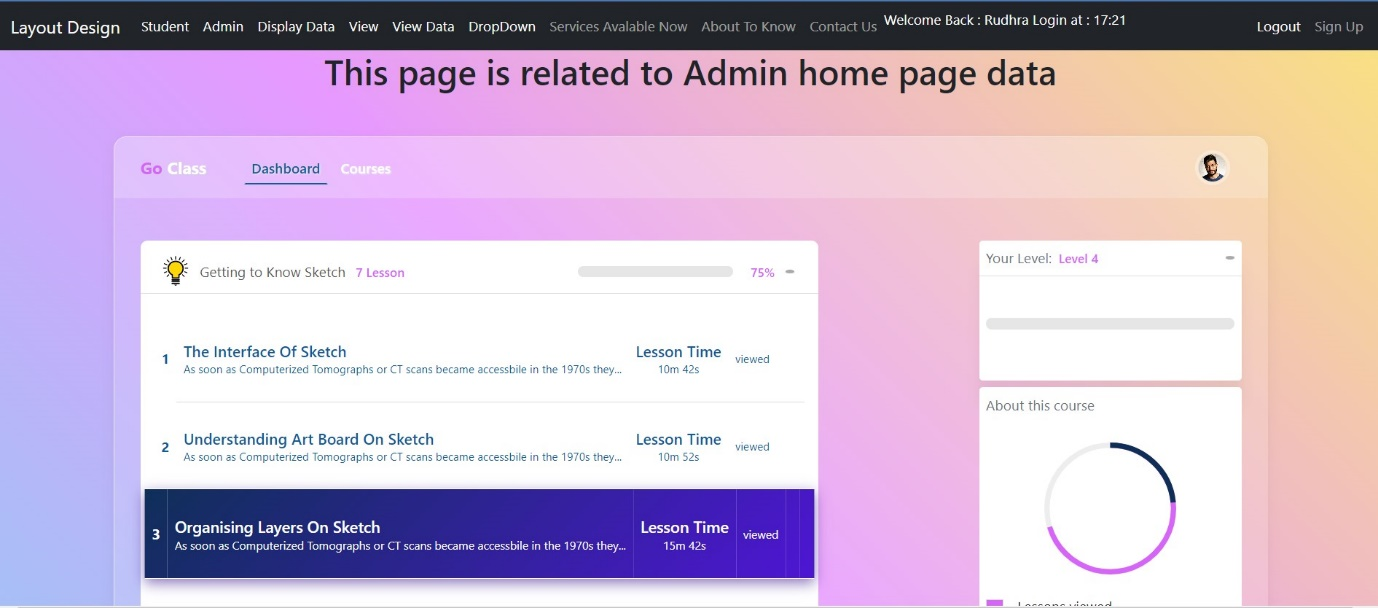 Layout Design Student Admin Display Data View View Data DropDown Services Avalable Now About To Know Contact Us Welcome Back : Rudhra Login at : 17:21 Logout Sign Up
This page is related to Admin home page data
Go Class Dashboard Courses
Getting to Know Sketch 7 Lesson 75%
Your Level: Level 4
1 The Interface Of Sketch Lesson Time viewed
As soon as Computerized Tomographs or CT scans became accessbile in the 1970s they... 10m 42s
About this course
2 Understanding Art Board On Sketch Lesson Time viewed
As soon as Computerized Tomographs or CT scans became accessbile in the 1970s they... 10m 52s
3 Organising Layers On Sketch Lesson Time viewed
As soon as Computerized Tomographs or CT scans became accessbile in the 1970s they... 15m 42s
Lessons viewed